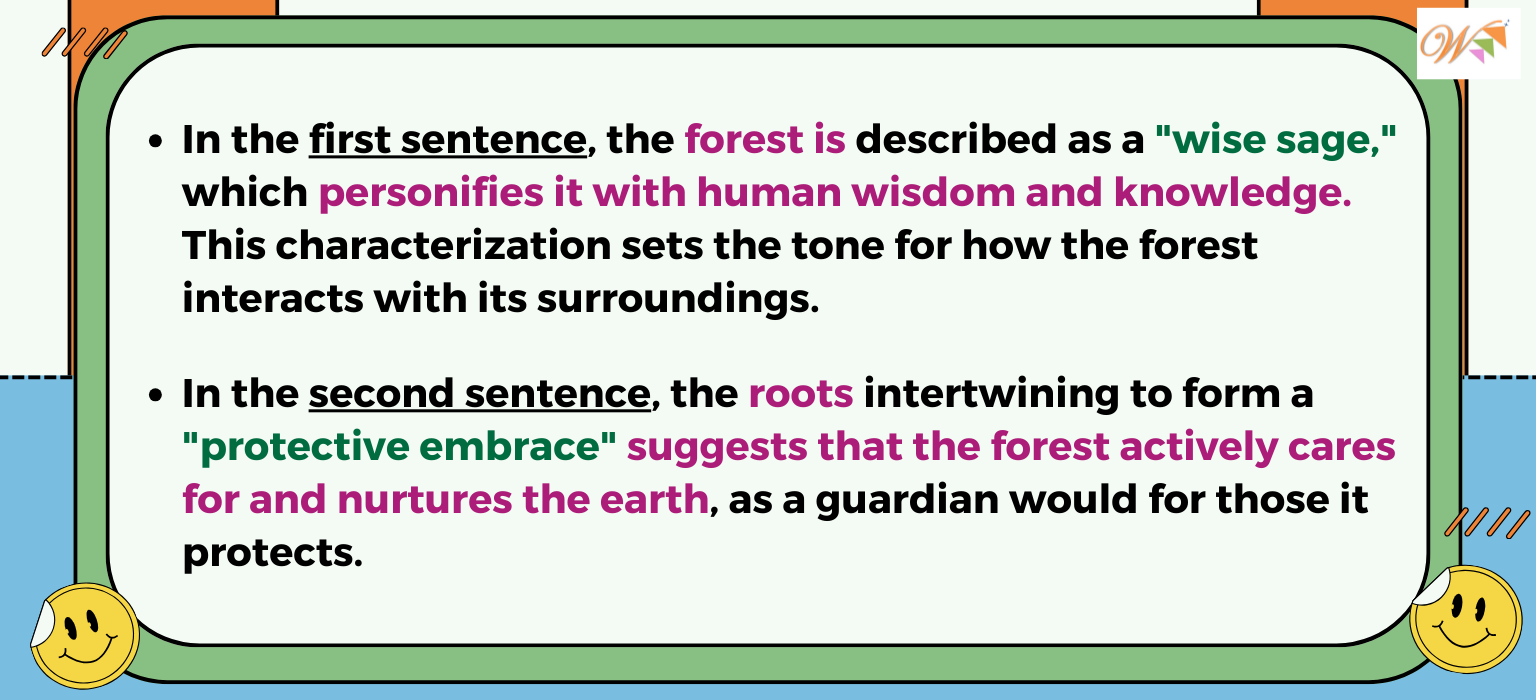 W
• In the first sentence, the forest is described as a "wise sage,"
which personifies it with human wisdom and knowledge.
This characterization sets the tone for how the forest
interacts with its surroundings.
• In the second sentence, the roots intertwining to form a
"protective embrace" suggests that the forest actively cares
for and nurtures the earth, as a guardian would for those it
protects.